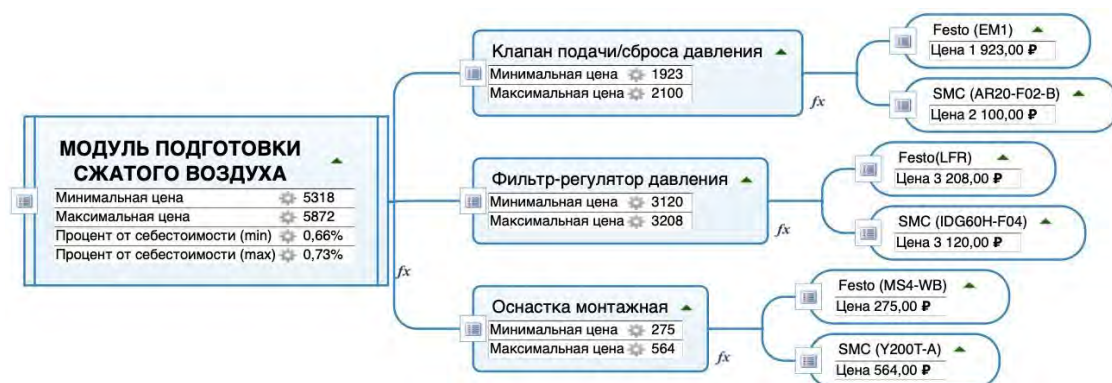 МОДУЛЬ ПОДГОТОВКИ
СЖАТОГО ВОЗДУХА
Минимальная цена 5318
Максимальная цена 5872
Процент от себестоимости (min) 0,66%
Процент от себестоимости (max) 0,73%
fx
Клапан подачи/сброса давления
Минимальная цена 1923
Максимальная цена 2100
fx
Festo (EM1)
Цена 1 923,00 ₽
SMC (AR20-F02-B)
Цена 2 100,00 ₽
Фильтр-регулятор давления
Минимальная цена 3120
Максимальная цена 3208
fx
Festo(LFR)
Цена 3 208,00 ₽
SMC (IDG60H-F04)
Цена 3 120,00 ₽
Оснастка монтажная
Минимальная цена 275
Максимальная цена 564
fx
Festo (MS4-WB)
Цена 275,00 ₽
SMC (Y200T-A)
Цена 564,00 ₽